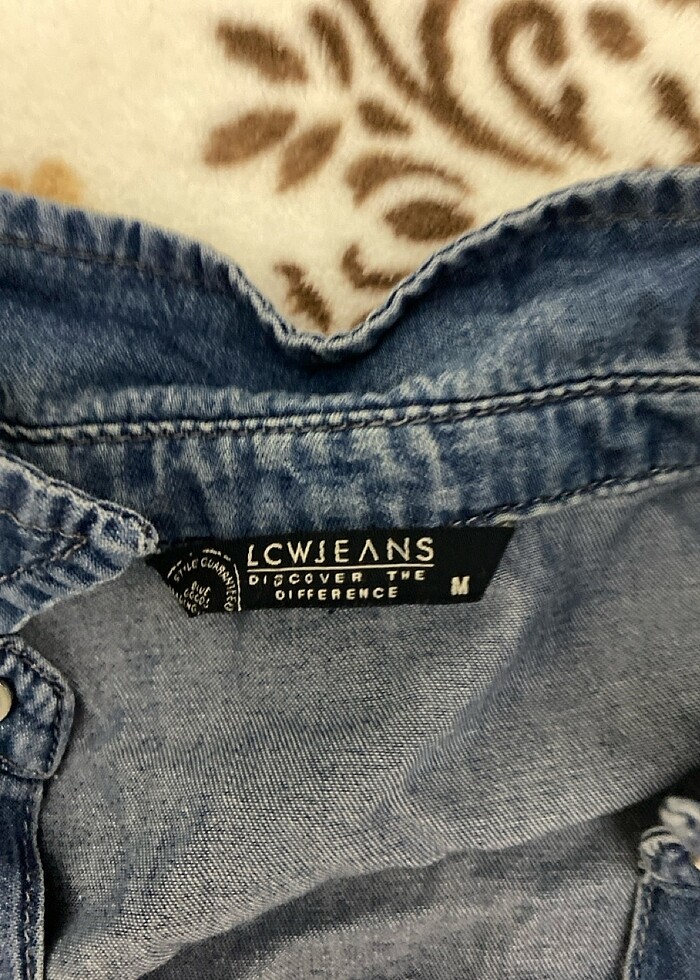 STYLE GUARANTEED
LCWJEANS
DISCOVER THE
DIFFERENCE
M